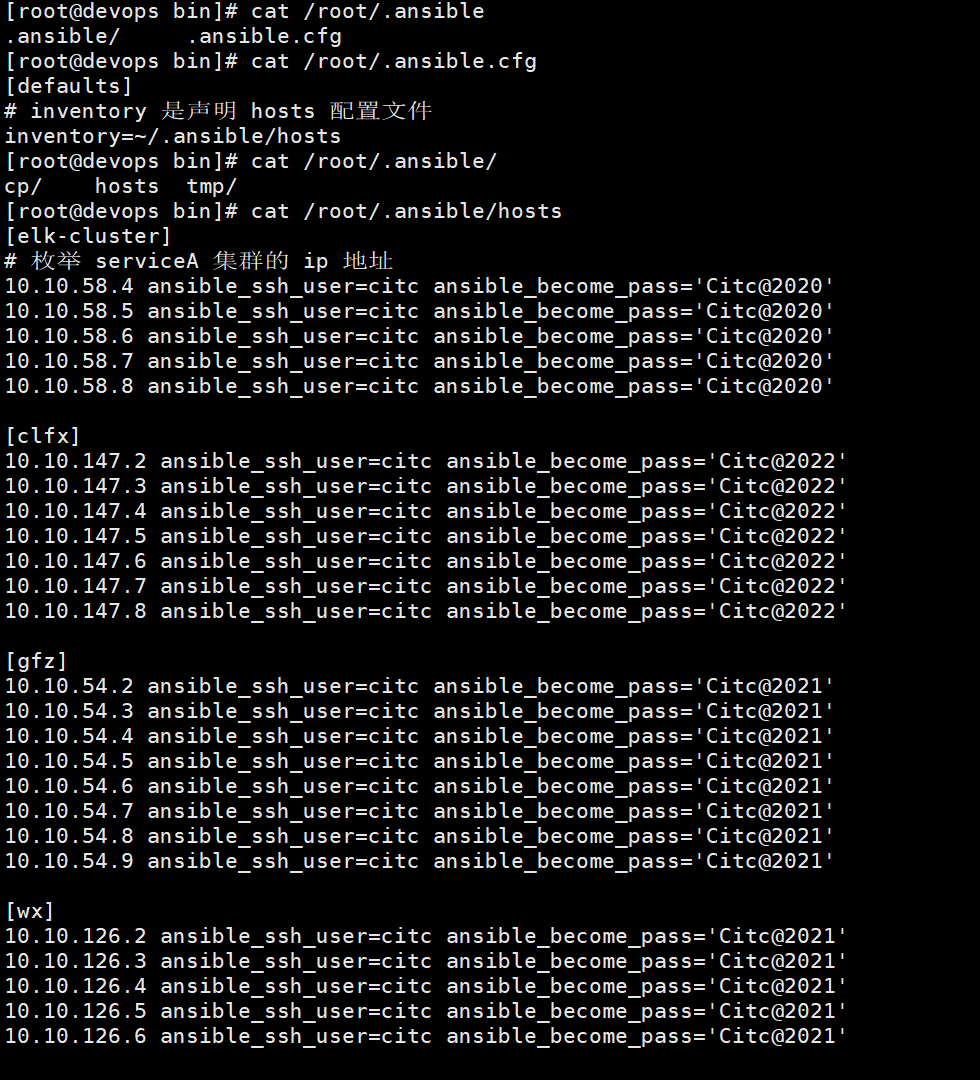 [root@devops bin]# cat /root/.ansible
.ansible/     .ansible.cfg
[root@devops bin]# cat /root/.ansible.cfg
[defaults]
# inventory 是声明 hosts 配置文件
inventory=~/.ansible/hosts
[root@devops bin]# cat /root/.ansible/
cp/    hosts  tmp/
[root@devops bin]# cat /root/.ansible/hosts
[elk-cluster]
# 枚举 serviceA 集群的 ip 地址
10.10.58.4 ansible_ssh_user=citc ansible_become_pass='Citc@2020'
10.10.58.5 ansible_ssh_user=citc ansible_become_pass='Citc@2020'
10.10.58.6 ansible_ssh_user=citc ansible_become_pass='Citc@2020'
10.10.58.7 ansible_ssh_user=citc ansible_become_pass='Citc@2020'
10.10.58.8 ansible_ssh_user=citc ansible_become_pass='Citc@2020'

[clfx]
10.10.147.2 ansible_ssh_user=citc ansible_become_pass='Citc@2022'
10.10.147.3 ansible_ssh_user=citc ansible_become_pass='Citc@2022'
10.10.147.4 ansible_ssh_user=citc ansible_become_pass='Citc@2022'
10.10.147.5 ansible_ssh_user=citc ansible_become_pass='Citc@2022'
10.10.147.6 ansible_ssh_user=citc ansible_become_pass='Citc@2022'
10.10.147.7 ansible_ssh_user=citc ansible_become_pass='Citc@2022'
10.10.147.8 ansible_ssh_user=citc ansible_become_pass='Citc@2022'

[gfz]
10.10.54.2 ansible_ssh_user=citc ansible_become_pass='Citc@2021'
10.10.54.3 ansible_ssh_user=citc ansible_become_pass='Citc@2021'
10.10.54.4 ansible_ssh_user=citc ansible_become_pass='Citc@2021'
10.10.54.5 ansible_ssh_user=citc ansible_become_pass='Citc@2021'
10.10.54.6 ansible_ssh_user=citc ansible_become_pass='Citc@2021'
10.10.54.7 ansible_ssh_user=citc ansible_become_pass='Citc@2021'
10.10.54.8 ansible_ssh_user=citc ansible_become_pass='Citc@2021'
10.10.54.9 ansible_ssh_user=citc ansible_become_pass='Citc@2021'

[wx]
10.10.126.2 ansible_ssh_user=citc ansible_become_pass='Citc@2021'
10.10.126.3 ansible_ssh_user=citc ansible_become_pass='Citc@2021'
10.10.126.4 ansible_ssh_user=citc ansible_become_pass='Citc@2021'
10.10.126.5 ansible_ssh_user=citc ansible_become_pass='Citc@2021'
10.10.126.6 ansible_ssh_user=citc ansible_become_pass='Citc@2021'